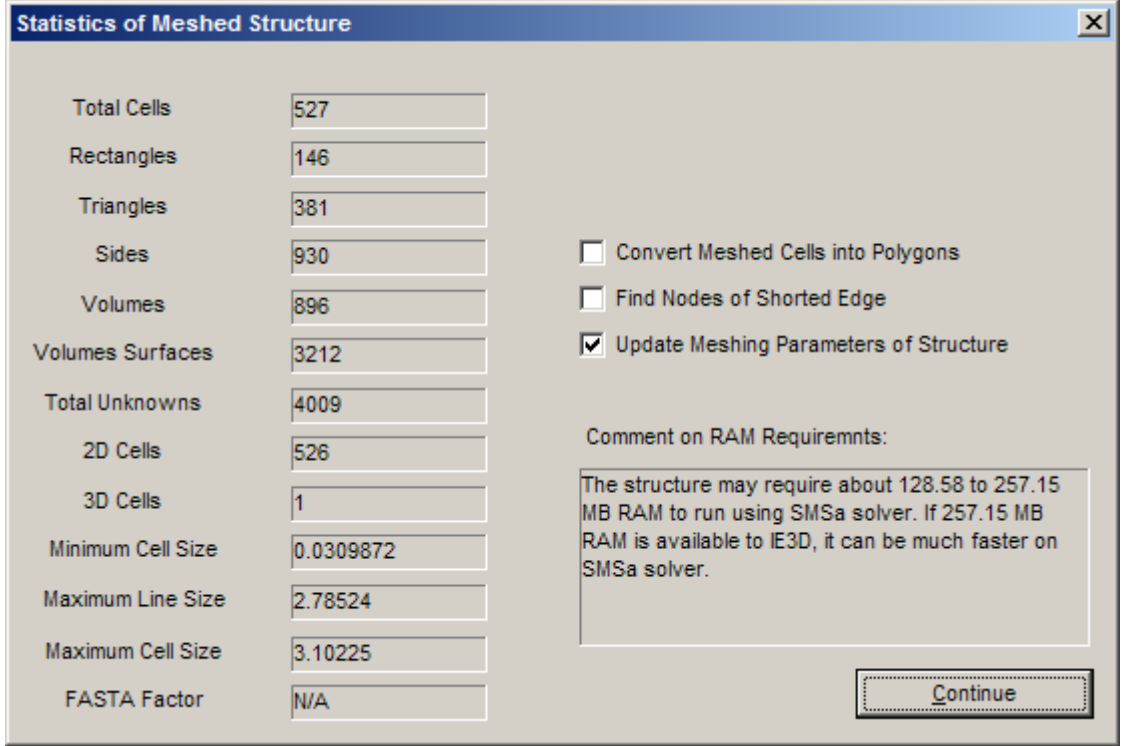 Statistics of Meshed Structure
Total Cells 527
Rectangles 146
Triangles 381
Sides 930
Volumes 896
Volumes Surfaces 3212
Total Unknowns 4009
2D Cells 526
3D Cells 1
Minimum Cell Size 0.0309872
Maximum Line Size 2.78524
Maximum Cell Size 3.10225
FASTA Factor N/A
Convert Meshed Cells into Polygons
Find Nodes of Shorted Edge
Update Meshing Parameters of Structure
Comment on RAM Requiremnts:
The structure may require about 128.58 to 257.15
MB RAM to run using SMSa solver. If 257.15 MB
RAM is available to IE3D, it can be much faster on
SMSa solver.
Continue